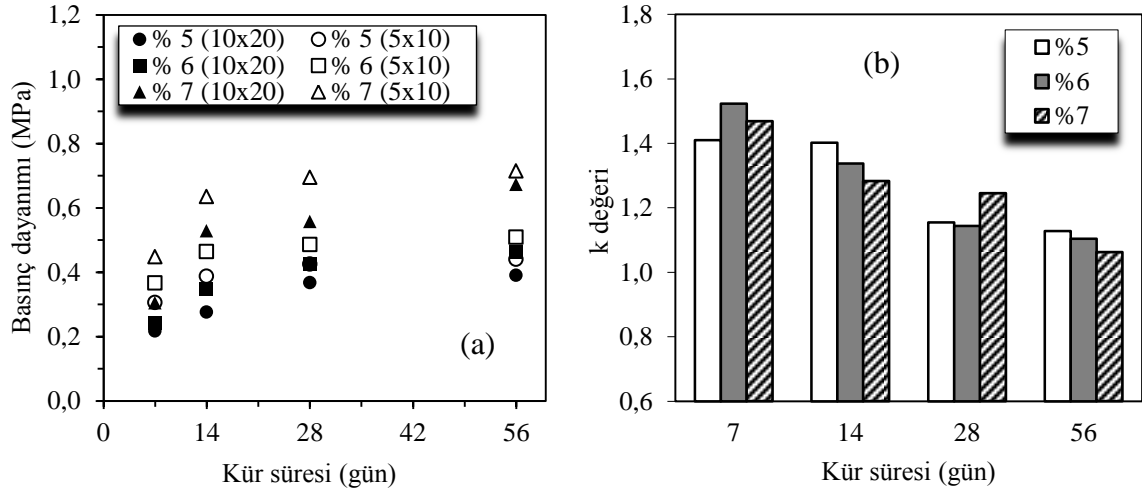 1,2
1,0
0,8
0,6
0,4
0,2
0,0
Basınç dayanımı (MPa)
% 5 (10x20) % 5 (5x10)
% 6 (10x20) % 6 (5x10)
% 7 (10x20) % 7 (5x10)
(a)
0 14 28 42 56
Kür süresi (gün)
1,8
1,6
1,4
1,2
1,0
0,8
0,6
k değeri
(b)
%5
%6
%7
7 14 28 56
Kür süresi (gün)